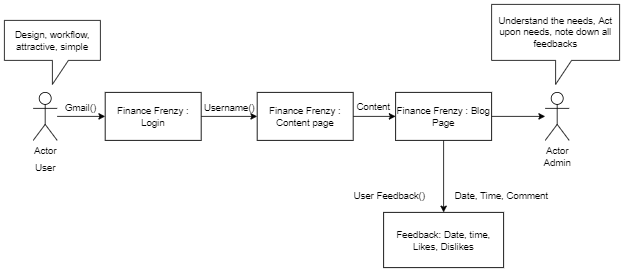 Design, workflow,
attractive, simple
Understand the needs, Act
upon needs, note down all
feedbacks
Gmail()
Finance Frenzy :
Login
Username()
Finance Frenzy :
Content page
Content
Finance Frenzy : Blog
Page
Actor
User
Actor
Admin
User Feedback()
Date, Time, Comment
Feedback: Date, time,
Likes, Dislikes